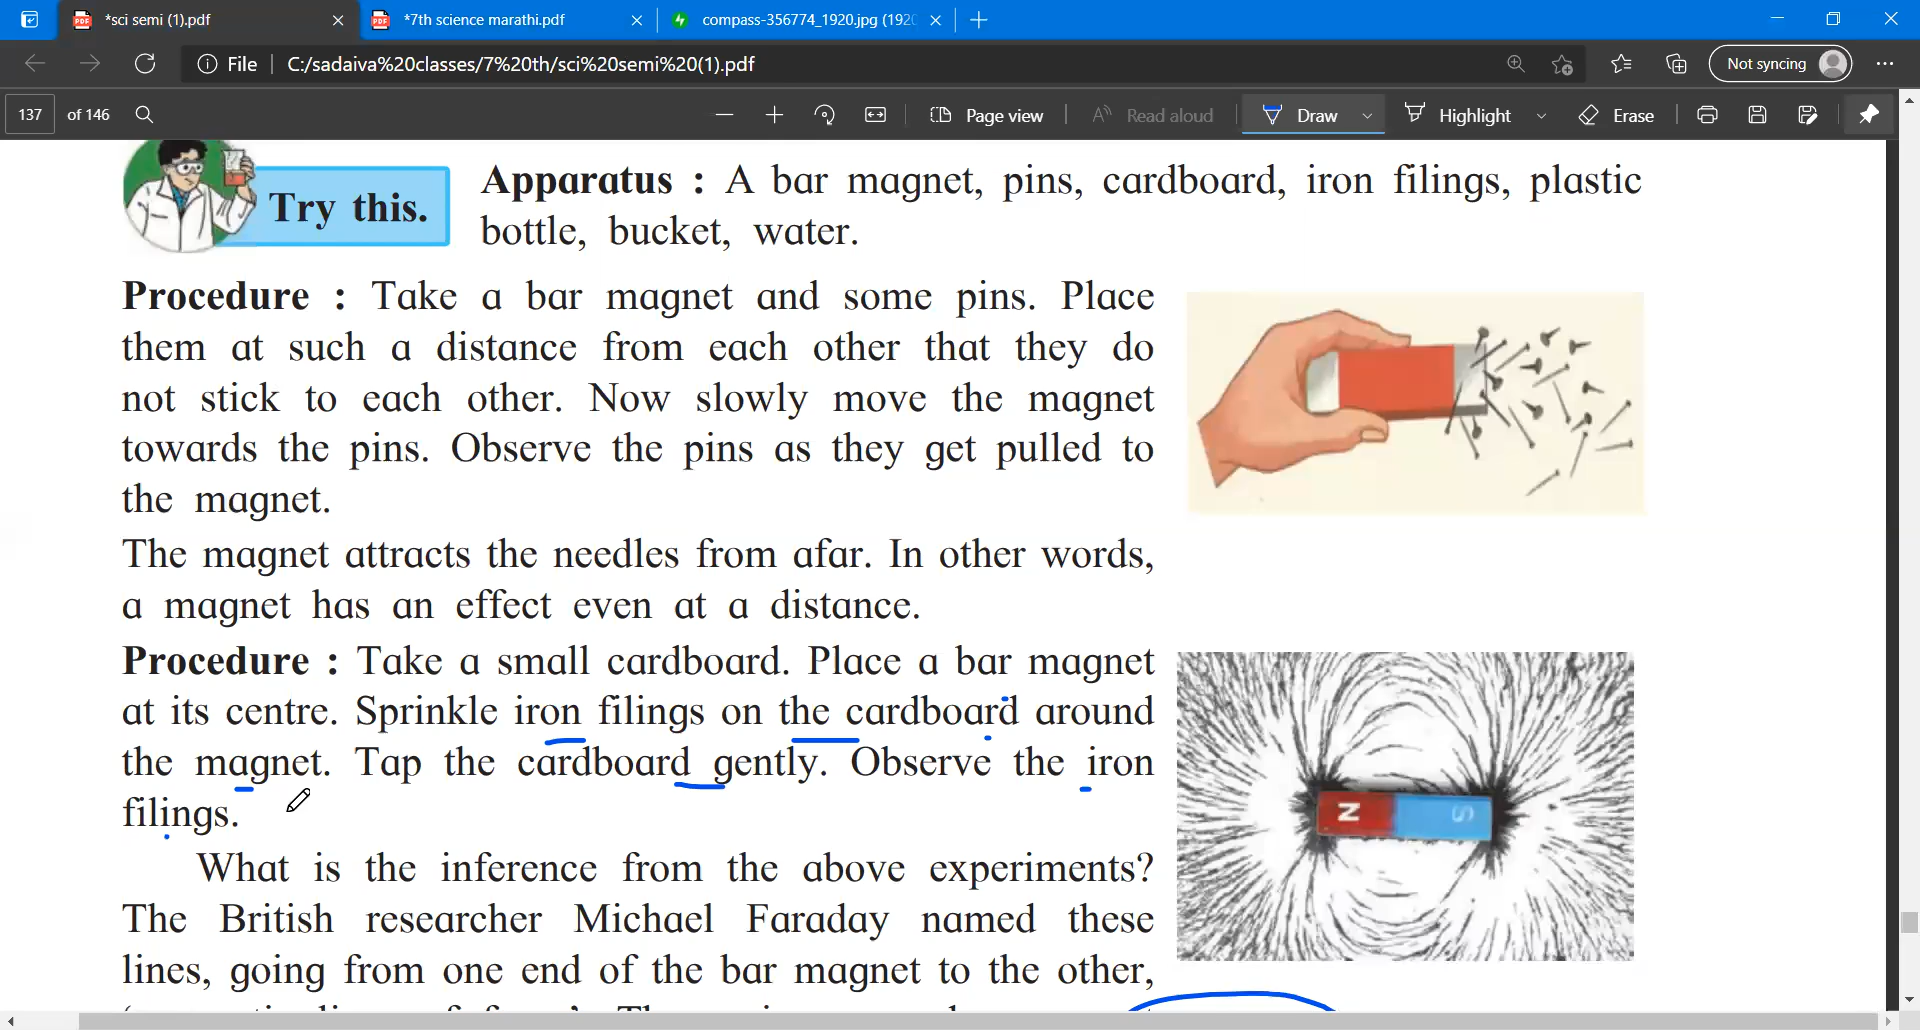 *sci semi (1).pdf
*7th science marathi.pdf
compass-356774_1920.jpg (192
File
C:/sadaiva%20classes/7%20th/sci%20semi%20(1).pdf
Not syncing
137 of 146
Page view
Read aloud
Draw
Highlight
Erase
Try this.
Apparatus : A bar magnet, pins, cardboard, iron filings, plastic
bottle, bucket, water.
Procedure : Take a bar magnet and some pins. Place
them at such a distance from each other that they do
not stick to each other. Now slowly move the magnet
towards the pins. Observe the pins as they get pulled to
the magnet.
The magnet attracts the needles from afar. In other words,
a magnet has an effect even at a distance.
Procedure : Take a small cardboard. Place a bar magnet
at its centre. Sprinkle iron filings on the cardboard around
the magnet. Tap the cardboard gently. Observe the iron
filings.
N S
What is the inference from the above experiments?
The British researcher Michael Faraday named these
lines, going from one end of the bar magnet to the other,